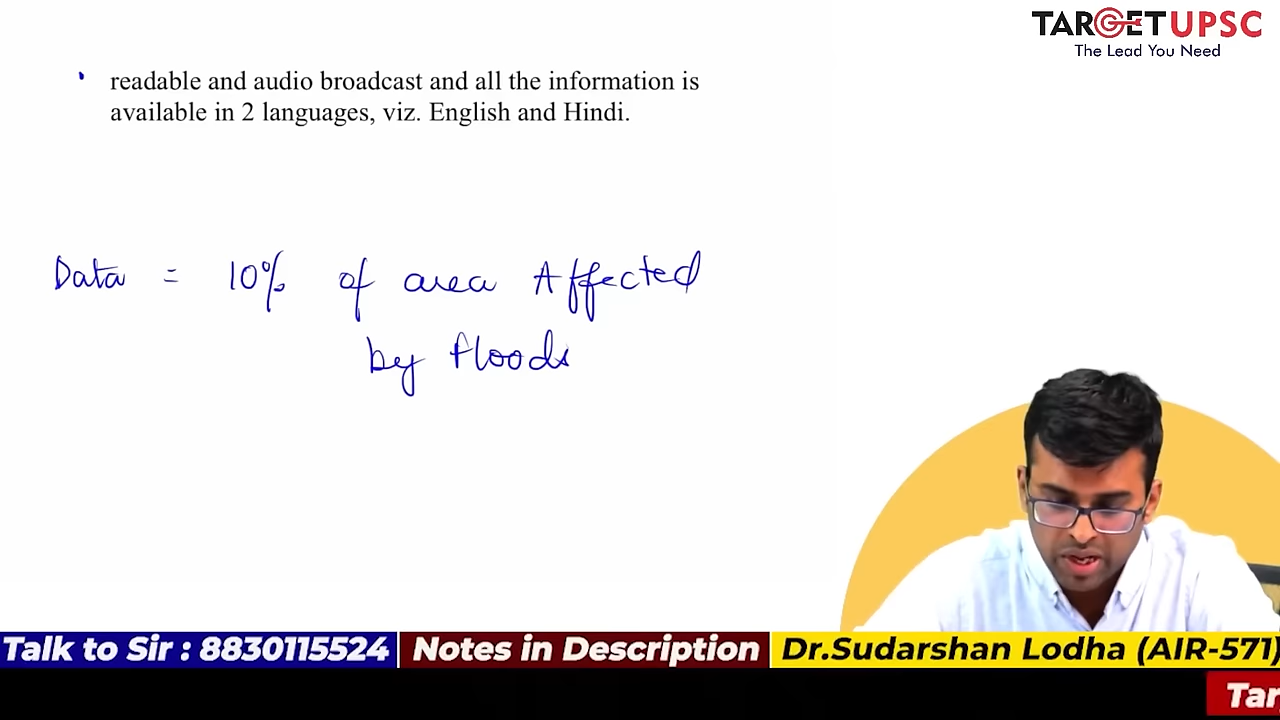 TARGETUPSC
The Lead You Need
readable and audio broadcast and all the information is
available in 2 languages, viz. English and Hindi.
Data = 10% of area Affected
by floods
Talk to Sir : 8830115524
Notes in Description
Dr.Sudarshan Lodha (AIR-571)
Tar